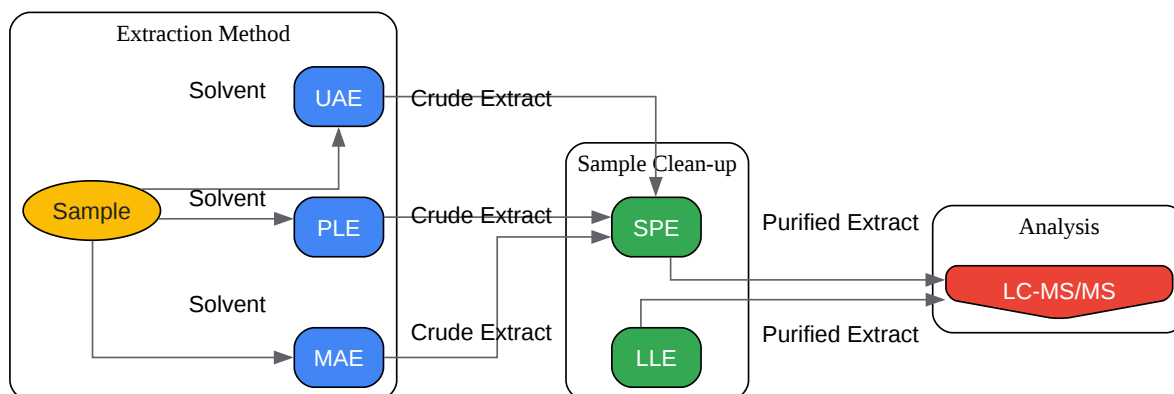 Extraction Method
Solvent
UAE
Crude Extract
Sample Clean-up
Sample
Solvent
PLE
Crude Extract
SPE
Purified Extract
Analysis
LC-MS/MS
Solvent
MAE
Crude Extract
LLE
Purified Extract